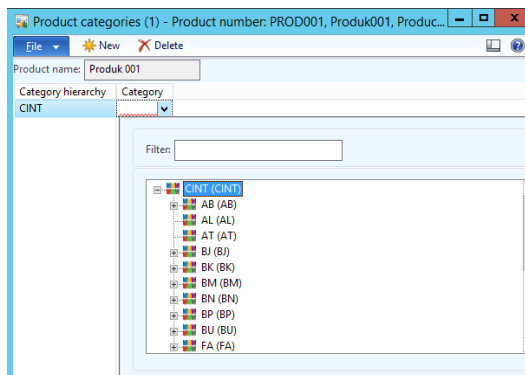 Product categories (1) - Product number: PROD001, Produk001, Produc...
File New Delete
Product name: Produk 001
Category hierarchy Category
CINT
Filter:
CINT (CINT)
AB (AB)
AL (AL)
AT (AT)
BJ (BJ)
BK (BK)
BM (BM)
BN (BN)
BP (BP)
BU (BU)
FA (FA)